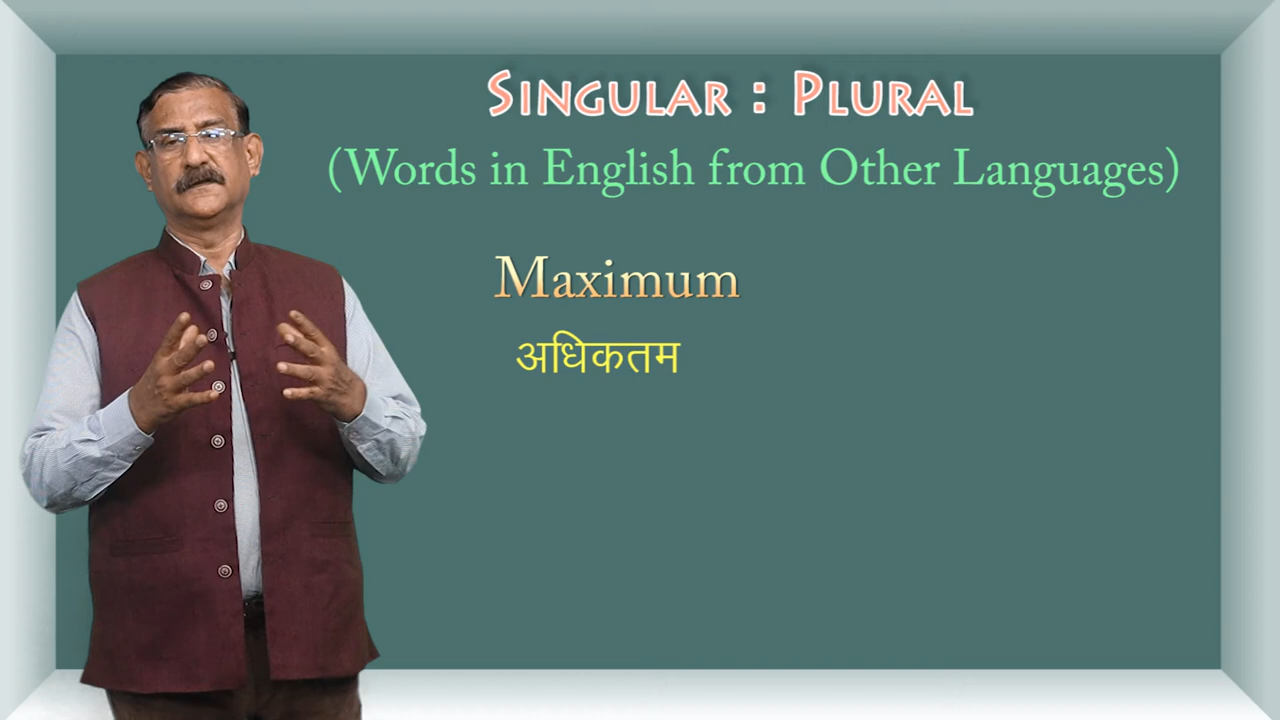 Singular : Plural
(Words in English from Other Languages)
Maximum
अधिकतम